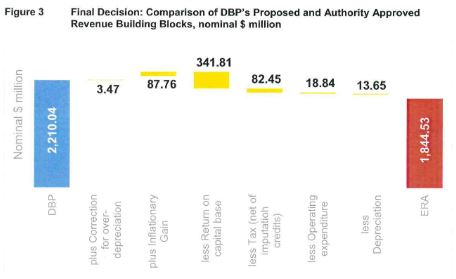 Figure 3 Final Decision: Comparison of DBP's Proposed and Authority Approved
Revenue Building Blocks, nominal $ million
Nominal $ million
2,210.04
3.47
87.76
341.81
82.45
18.84
13.65
1,844.53
DBP
plus Correction
for over-
depreciation
plus Inflationary
Gain
less Return on
capital base
less Tax (net of
imputation
credits)
less Operating
expenditure
less
Depreciation
ERA